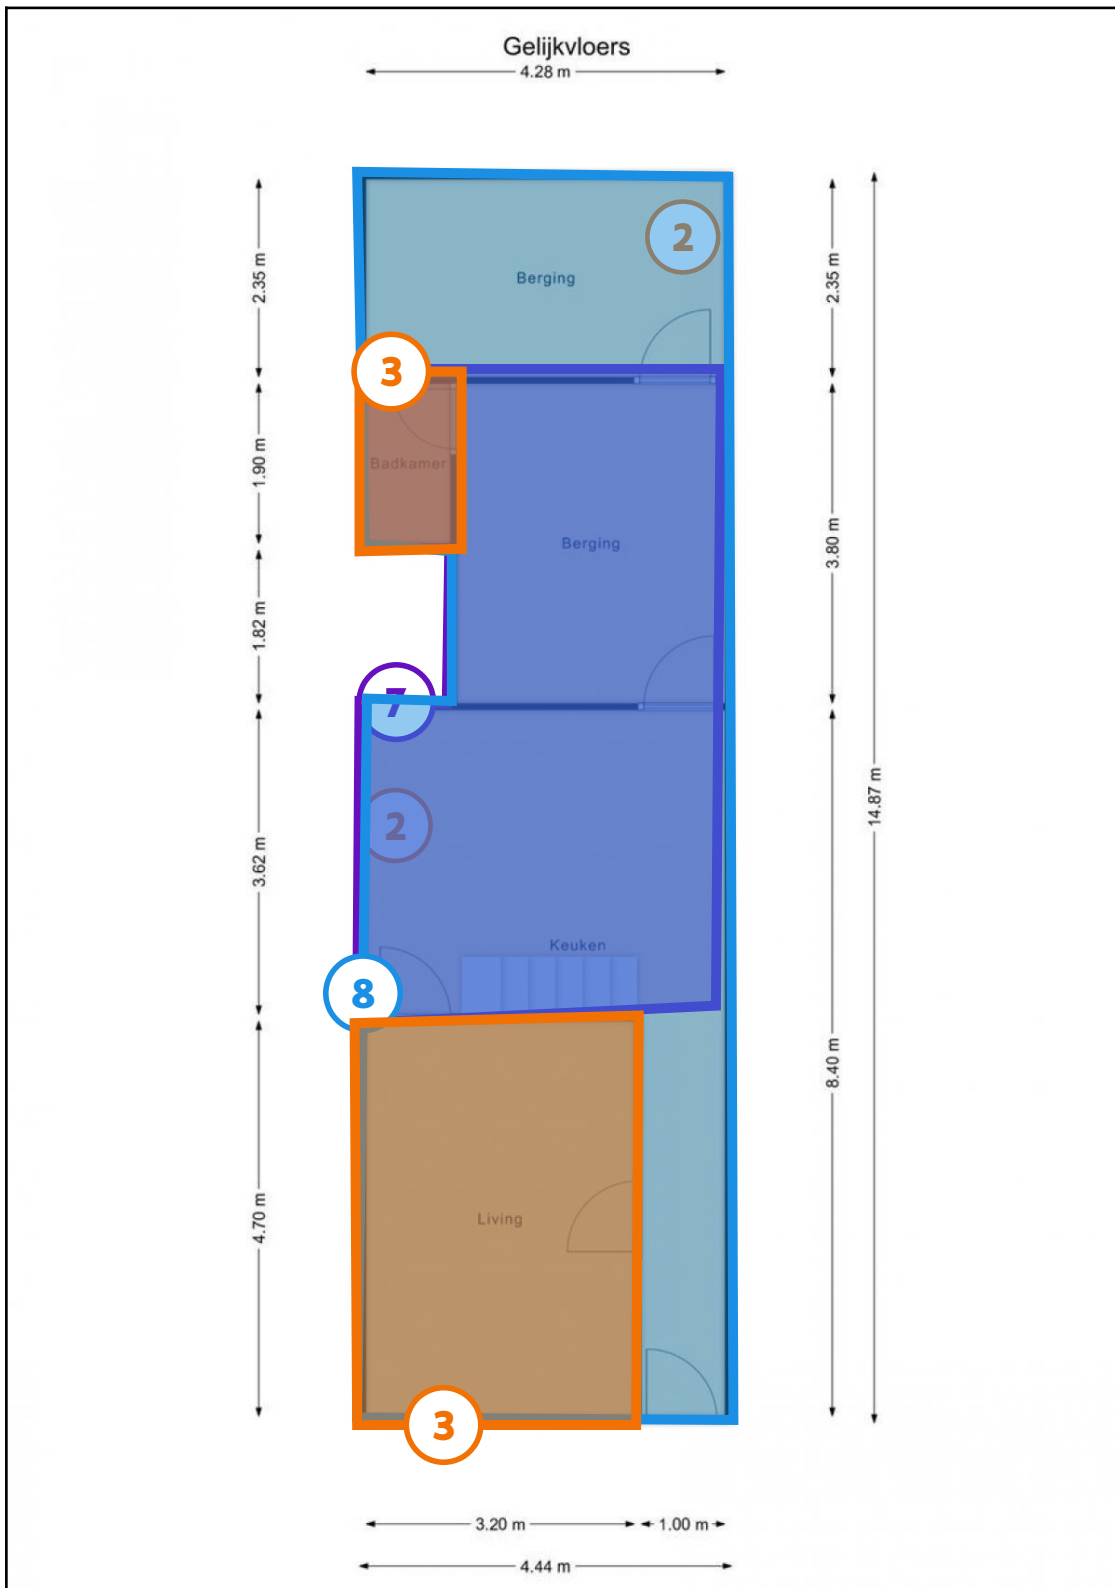 Gelijkvloers
4.28 m
2
2.35 m
Berging
2.35 m
3
1.90 m
Badkamer
Berging
3.80 m
1.82 m
7
14.87 m
2
3.62 m
Keuken
8
8.40 m
4.70 m
Living
3
3.20 m
1.00 m
4.44 m